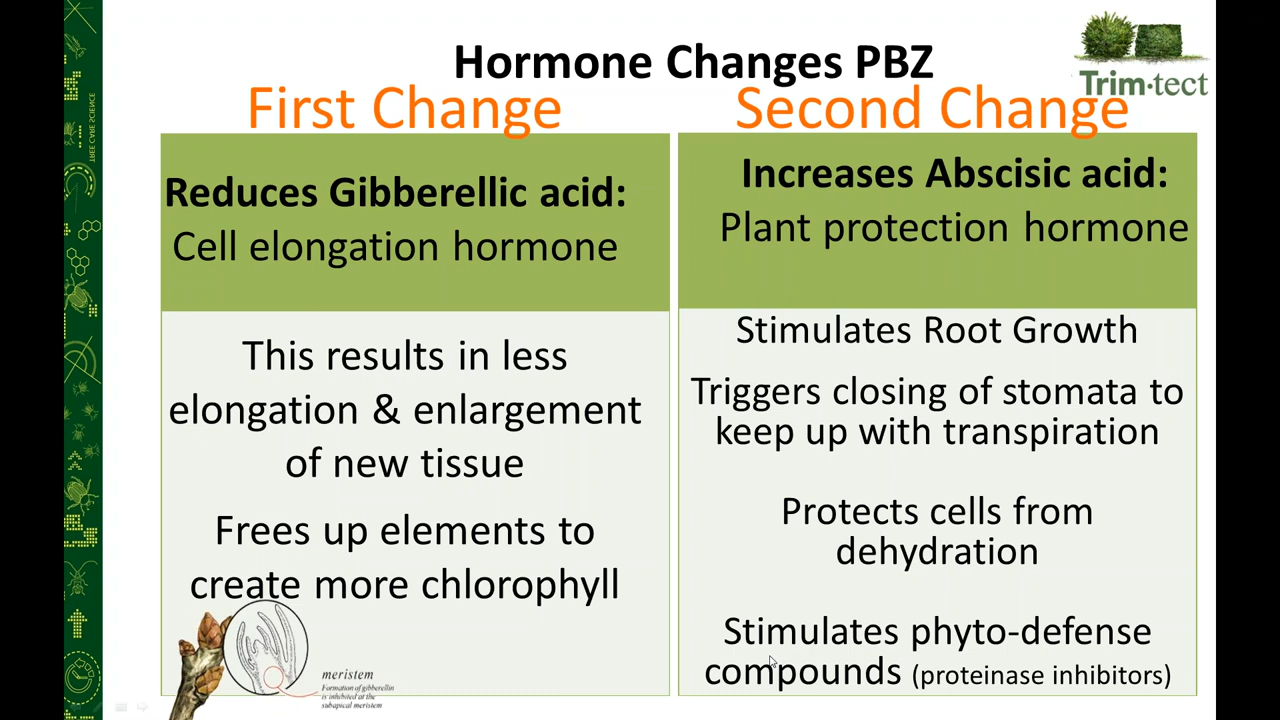 Hormone Changes PBZ
Trim·tect
First Change
Second Change
Reduces Gibberellic acid:
Cell elongation hormone
This results in less
elongation & enlargement
of new tissue
Frees up elements to
create more chlorophyll
meristem
Formation of gibberellin
is inhibited at the
subapical meristem
Increases Abscisic acid:
Plant protection hormone
Stimulates Root Growth
Triggers closing of stomata to
keep up with transpiration
Protects cells from
dehydration
Stimulates phyto-defense
compounds (proteinase inhibitors)
TREE CARE SCIENCE